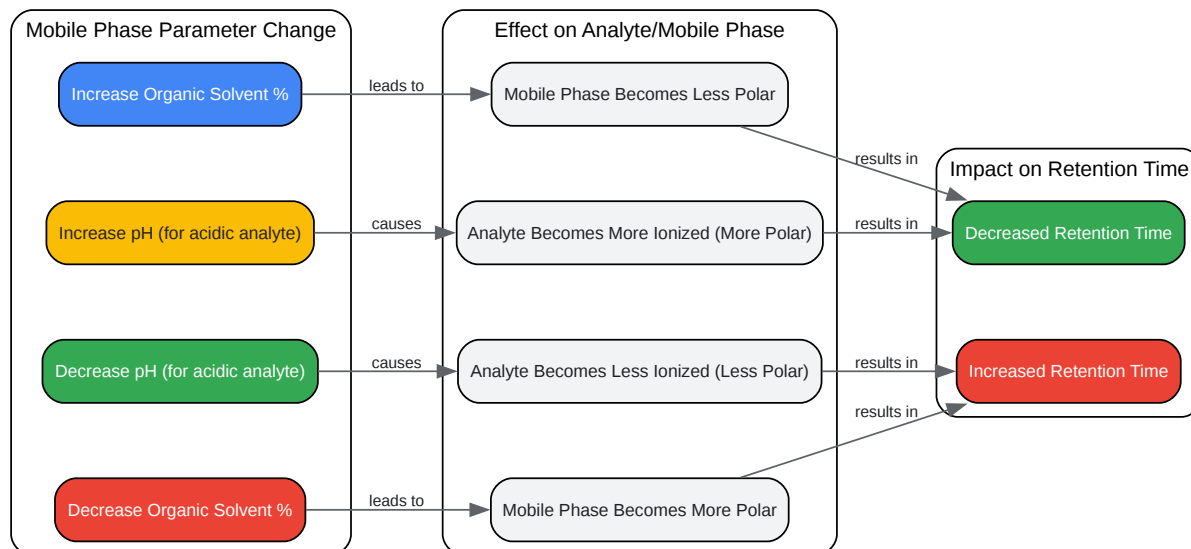 Mobile Phase Parameter Change
Effect on Analyte/Mobile Phase
Increase Organic Solvent %
leads to
Mobile Phase Becomes Less Polar
results in
Impact on Retention Time
Increase pH (for acidic analyte)
causes
Analyte Becomes More Ionized (More Polar)
results in
Decreased Retention Time
Decrease pH (for acidic analyte)
causes
Analyte Becomes Less Ionized (Less Polar)
results in
Increased Retention Time
results in
Decrease Organic Solvent %
leads to
Mobile Phase Becomes More Polar